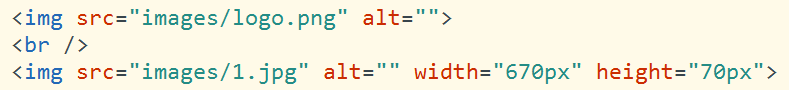 <img src="images/logo.png" alt="">
<br />
<img src="images/1.jpg" alt="" width="670px" height="70px">